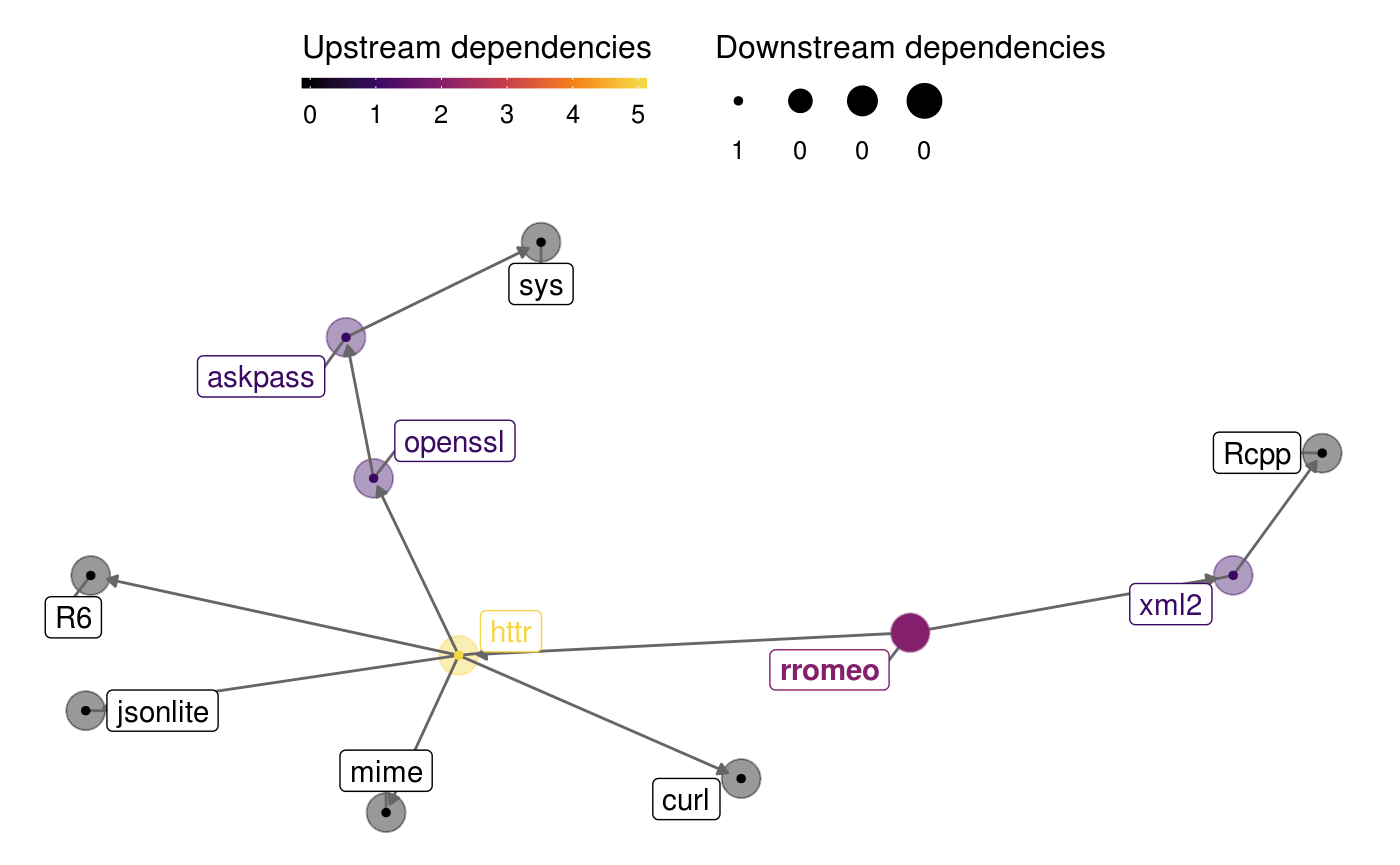 Upstream dependencies
0 1 2 3 4 5
Downstream dependencies
1 0 0 0
sys
askpass
openssl
Rcpp
R6
httr
xml2
rromeo
jsonlite
mime
curl